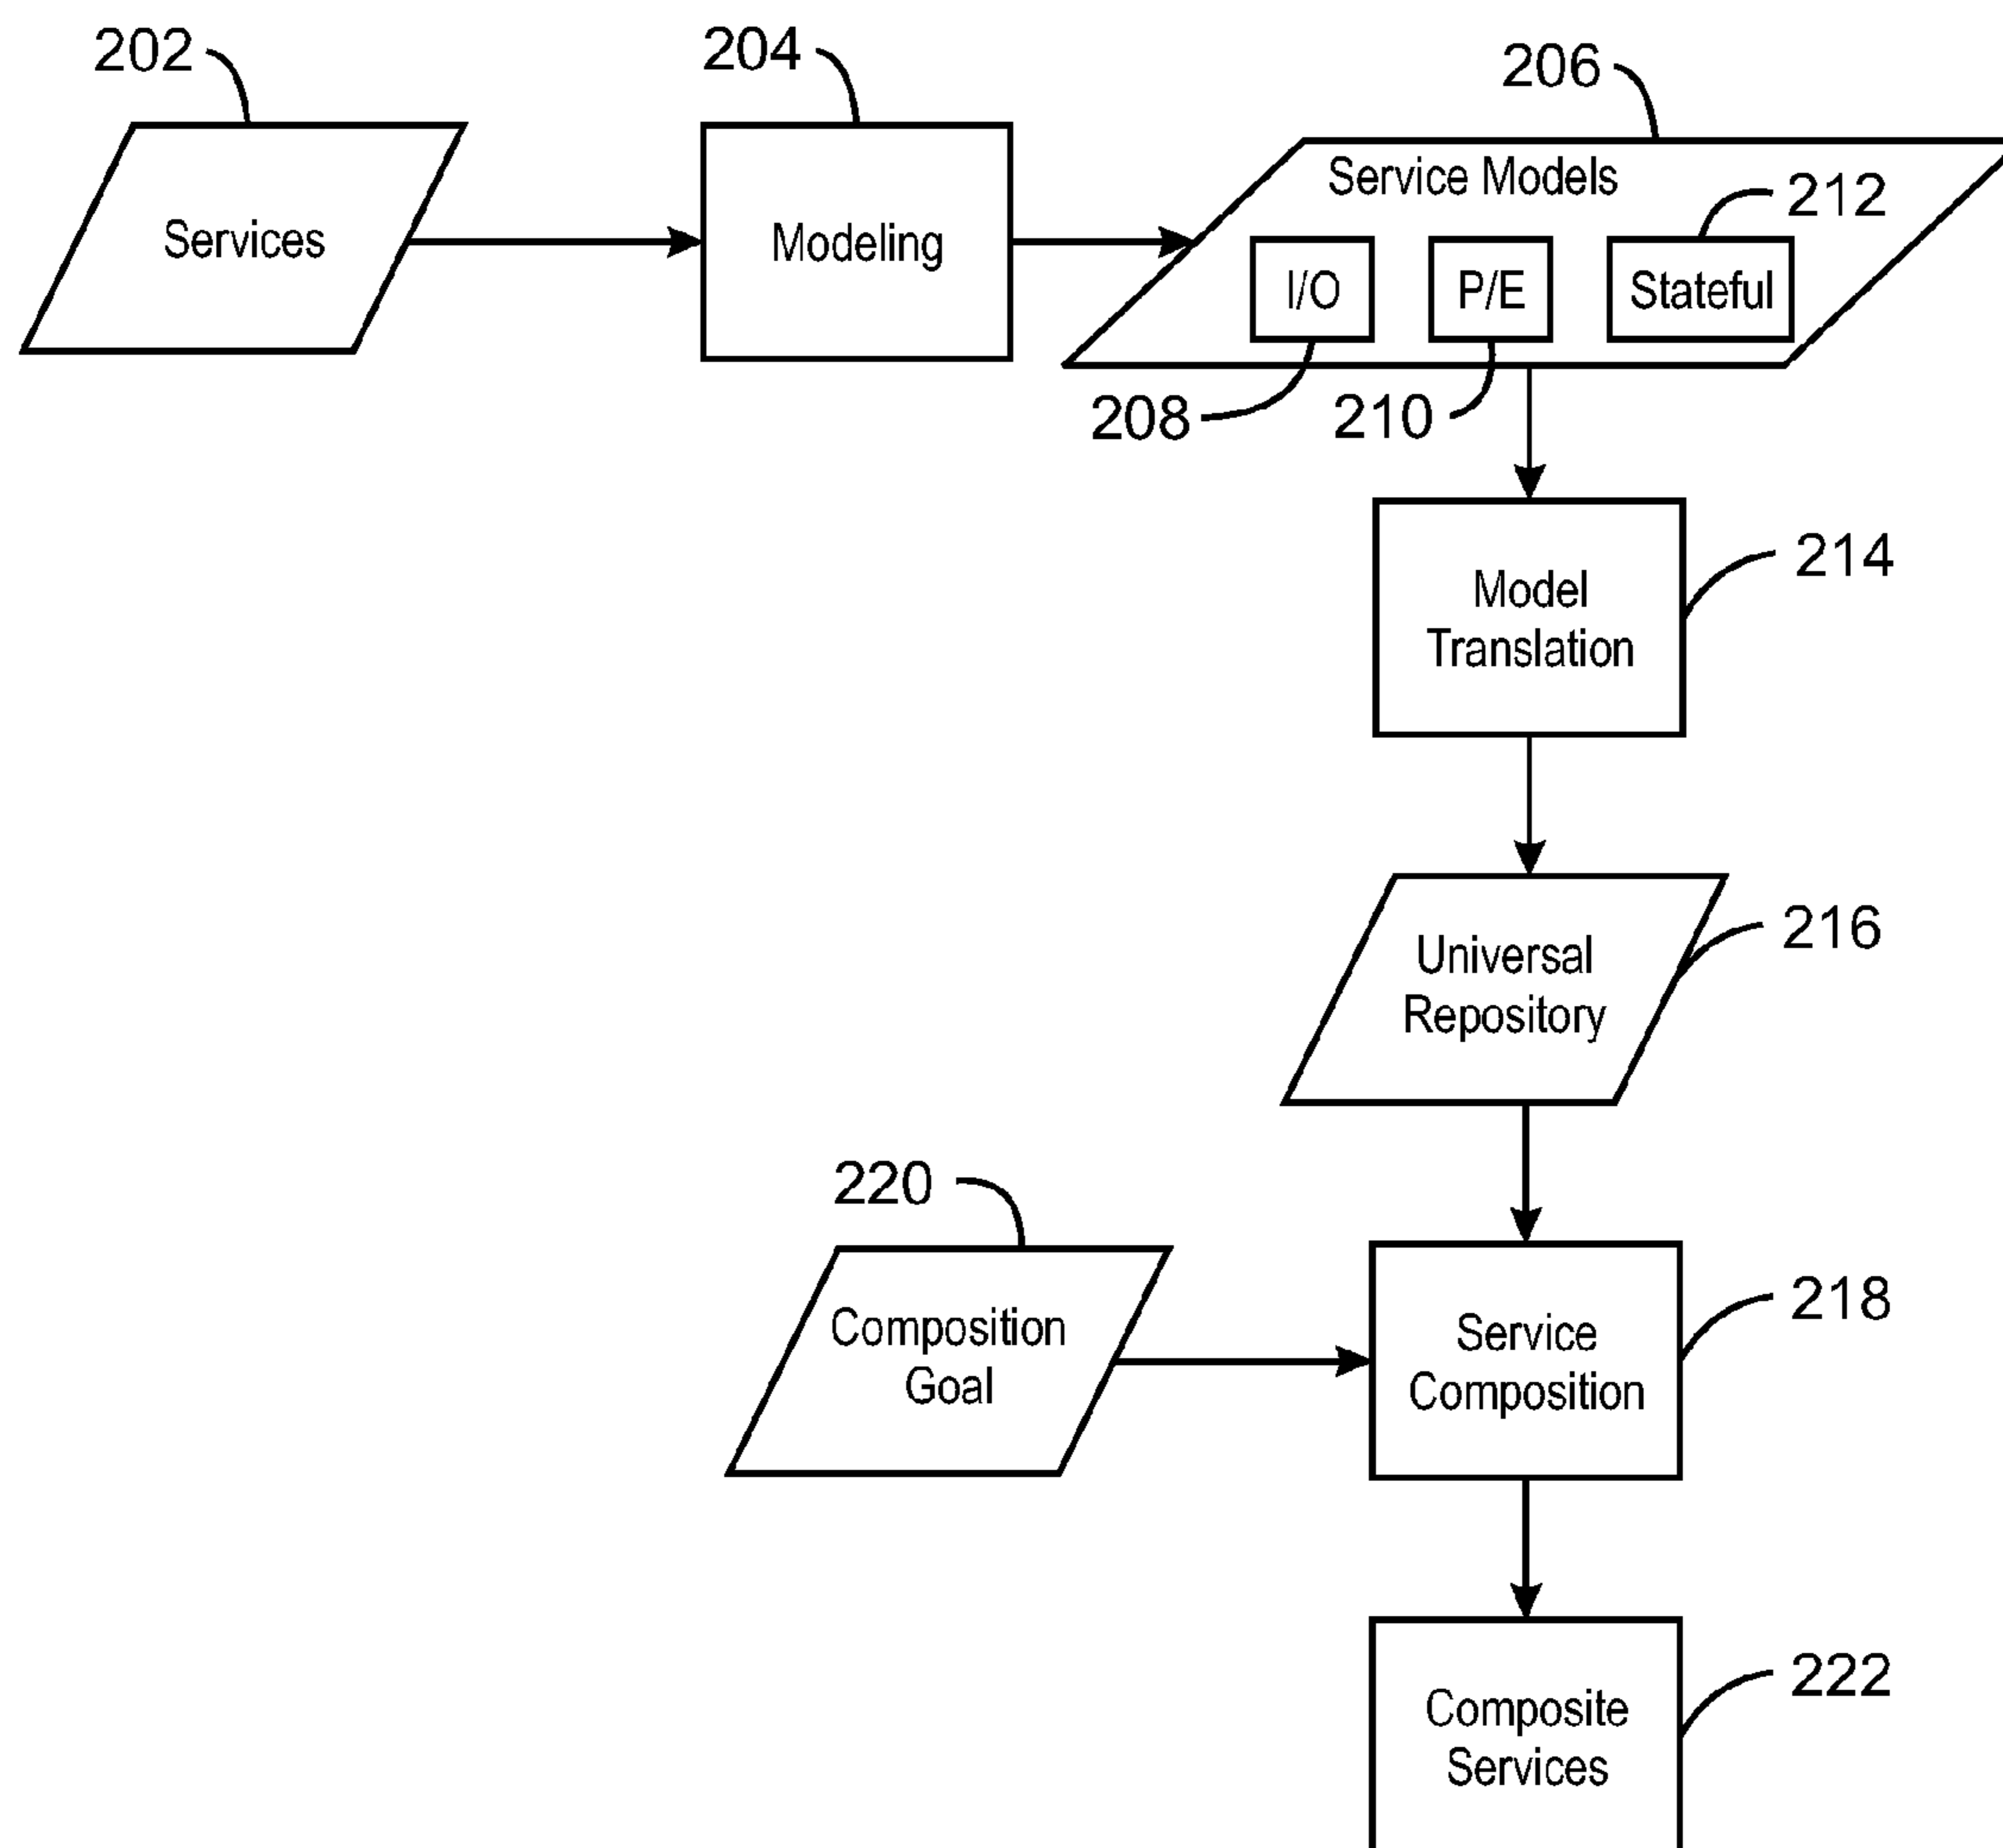 202
204
206
Services
Modeling
Service Models
212
I/O
P/E
Stateful
208
210
Model
Translation
214
Universal
Repository
216
220
Composition
Goal
Service
Composition
218
Composite
Services
222